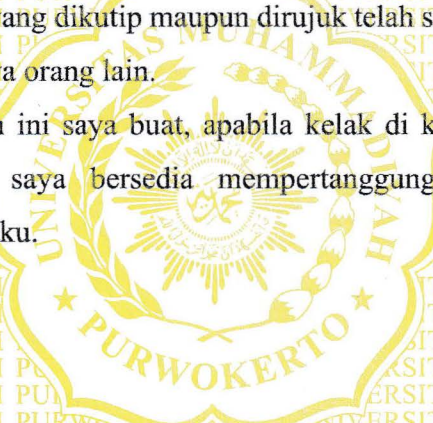 yang dikutip maupun dirujuk telah s
a orang lain.
n ini saya buat, apabila kelak di k
saya bersedia mempertanggung
ku.
UNIVERSITAS MUHAMMADIYAH
PURWOKERTO